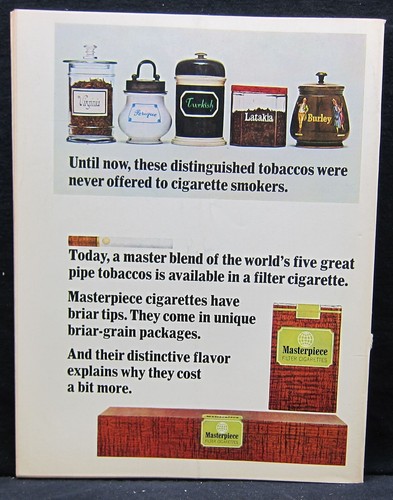 Virginia
Perique
Turkish
Latakia
Burley
Until now, these distinguished tobaccos were
never offered to cigarette smokers.
Today, a master blend of the world's five great
pipe tobaccos is available in a filter cigarette.
Masterpiece cigarettes have
briar tips. They come in unique
briar-grain packages.
And their distinctive flavor
explains why they cost
a bit more.
Masterpiece
FILTER CIGARETTES
Masterpiece
FILTER CIGARETTES